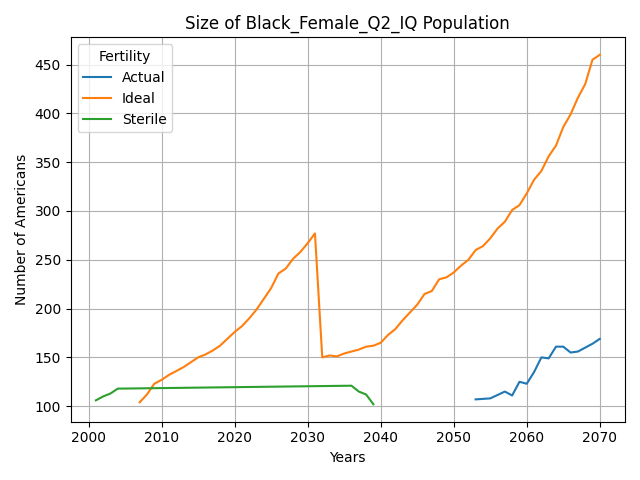 Size of Black_Female_Q2_IQ Population
Number of Americans
Fertility
Actual
Ideal
Sterile
450
400
350
300
250
200
150
100
2000 2010 2020 2030 2040 2050 2060 2070
Years